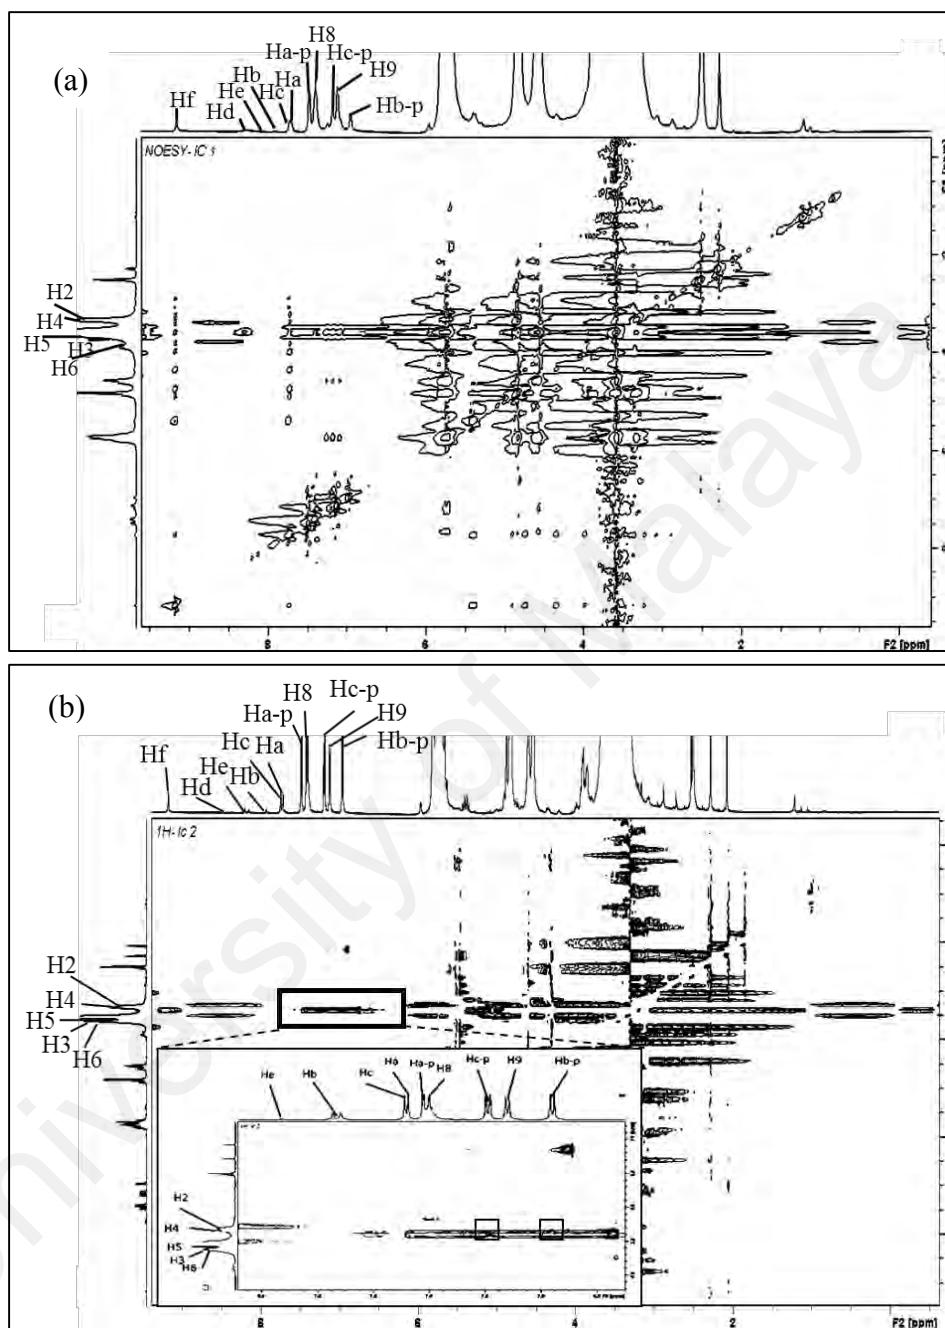 (a)
H8
Ha-p
Hc-p
Hb
Ha
H9
He
Hc
Hf
Hd
Hb-p
NOESY-IC 1
H2
H4
H5
H3
H6
8
6
4
2
F2 [ppm]
(b)
H8
Hc-p
Ha-p
H9
Hc
Ha
Hb-p
Hf
He
Hb
Hd
1H-Ic 2
H2
H4
H5
H3
H6
He
Hb
Hc
Ha
Ha-p
H8
Hc-p
H9
Hb-p
H2
H4
H5
H3
H6
8
6
4
2
F2 [ppm]
University of Malaya